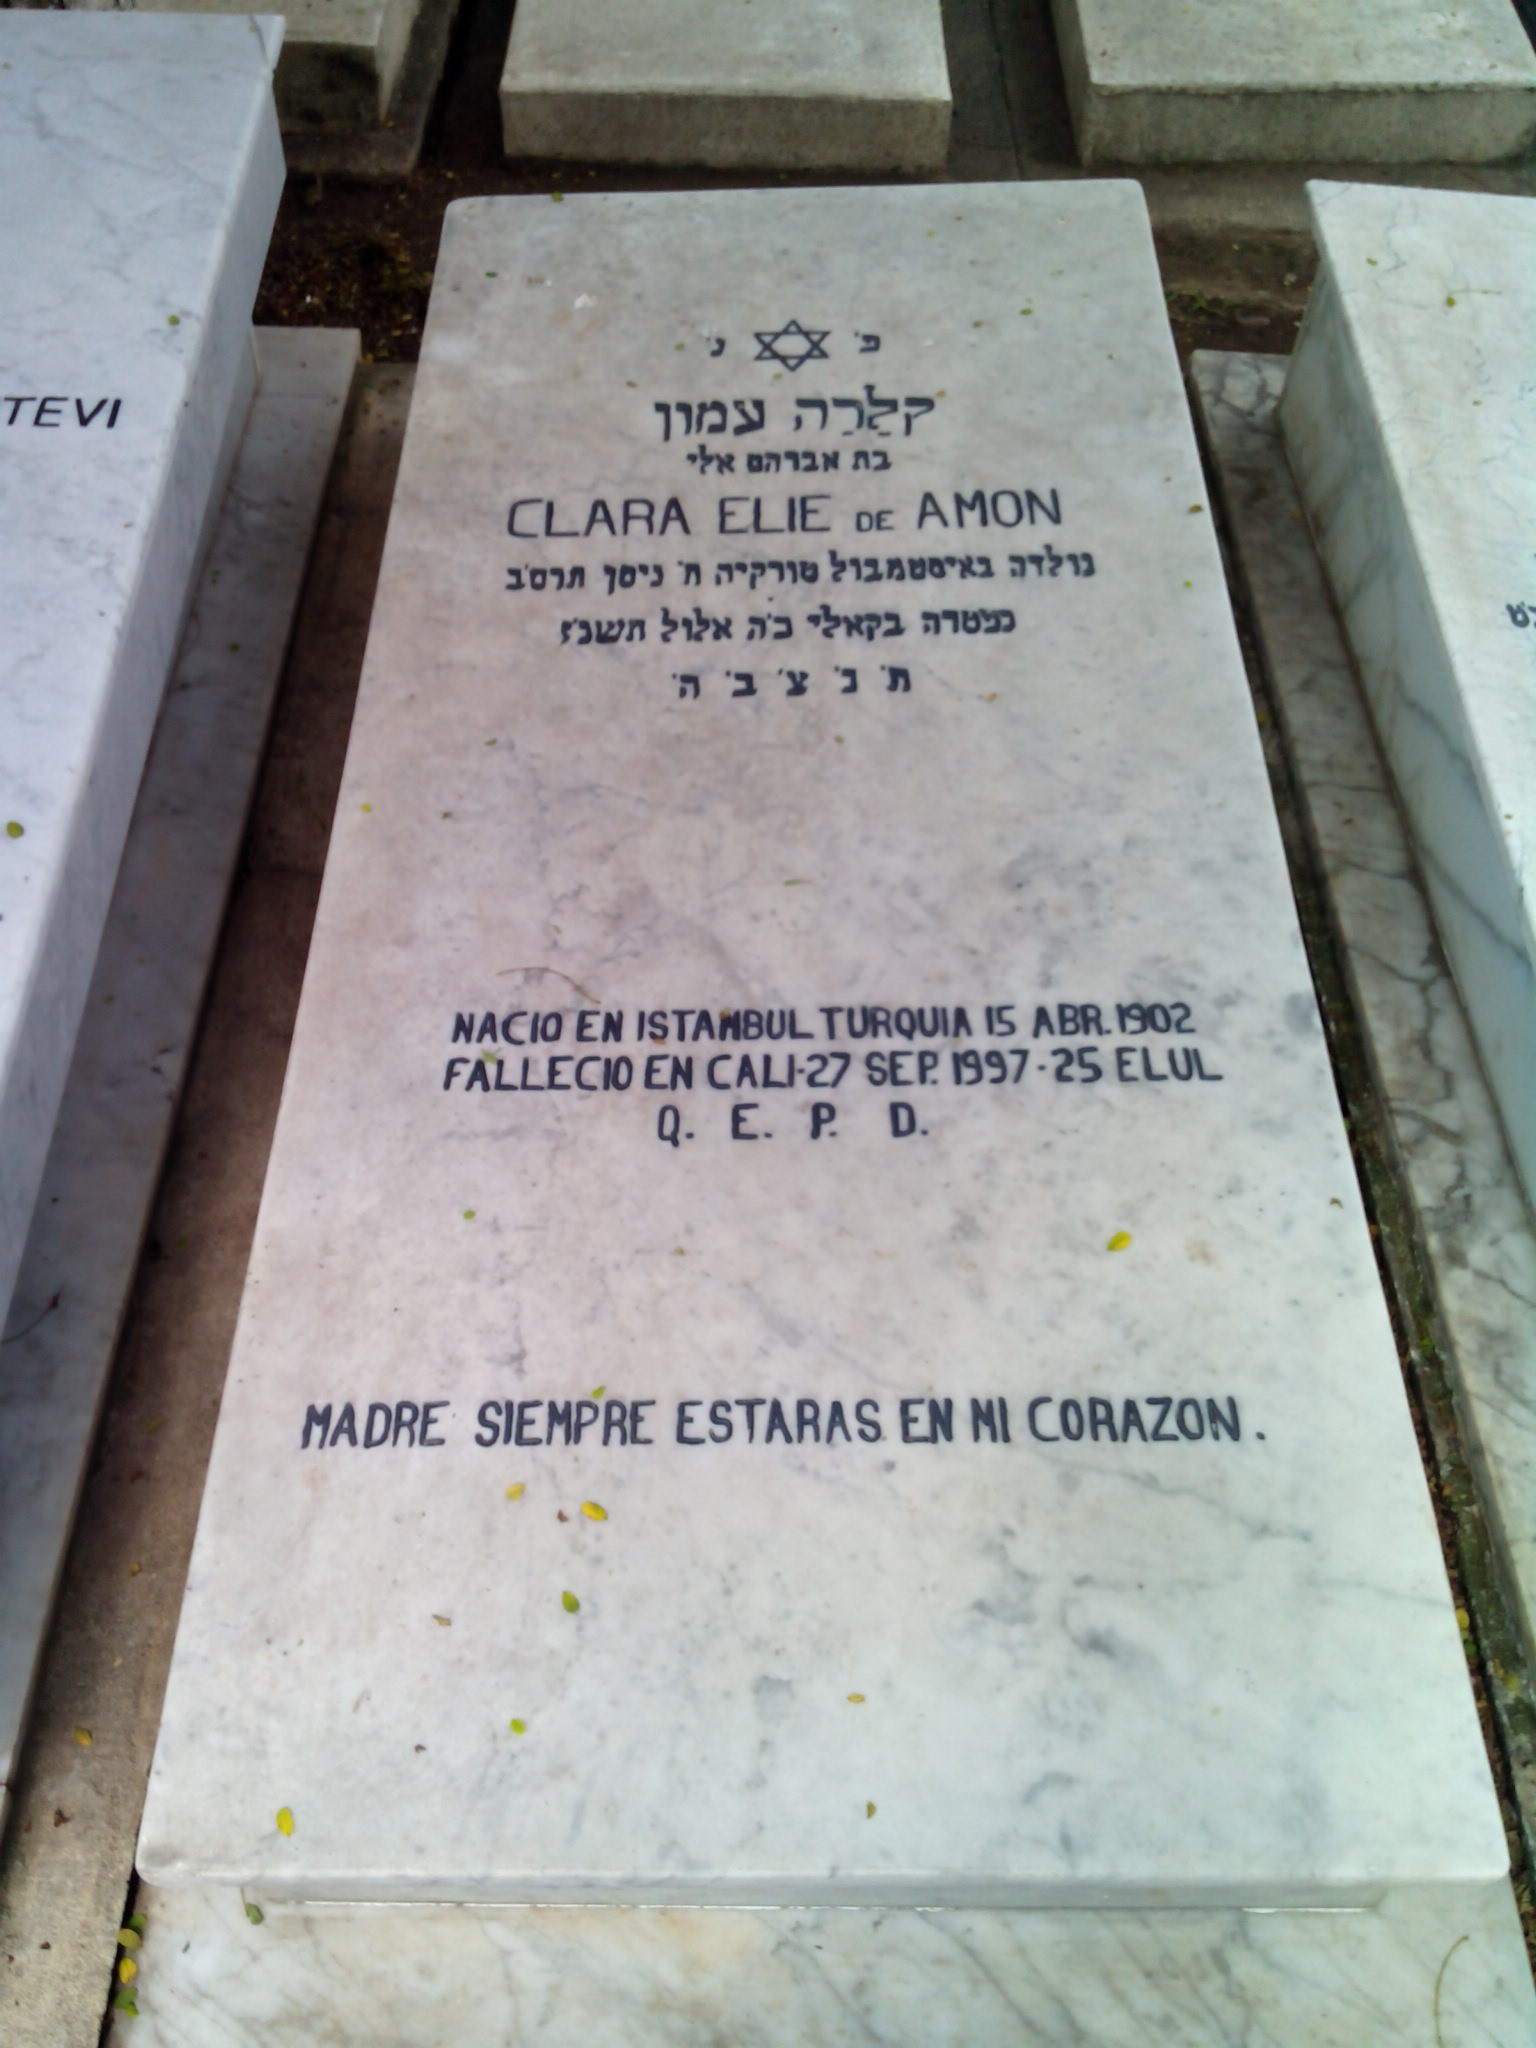 פ' נ'
קלַרַה עמון
בת אברהם אלי
CLARA ELIE DE AMON
נולדה באיסטמבול טורקיה ח' ניסן תרס'ב
נפטרה בקאלי כ'ה אלול תשנ'ז
ת' נ' צ' ב' ה'
NACIO EN ISTAMBUL TURQUIA 15 ABR. 1902
FALLECIO EN CALI-27 SEP. 1997-25 ELUL
Q. E. P. D.
MADRE SIEMPRE ESTARAS EN MI CORAZON.
TEVI